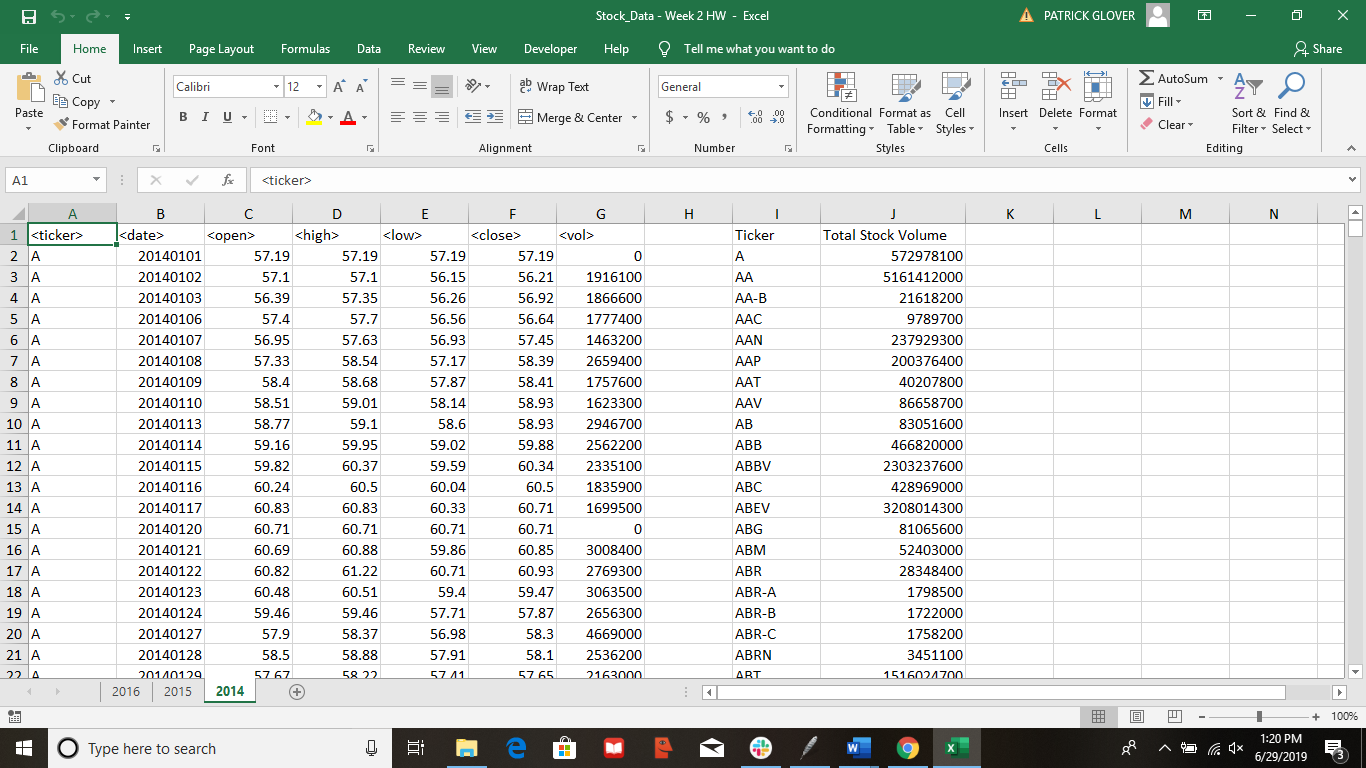 Stock_Data - Week 2 HW - Excel
PATRICK GLOVER
File Home Insert Page Layout Formulas Data Review View Developer Help Tell me what you want to do Share
Paste
Cut
Copy
Format Painter
Clipboard
Calibri 12
B I U A
Font
Wrap Text
Merge & Center
Alignment
General
$ % ,
Number
Conditional Formatting
Format as Table
Cell Styles
Styles
Insert Delete Format
Cells
AutoSum
Fill
Clear
Sort & Filter
Find & Select
Editing
A1 fx <ticker>
A B C D E F G H I J K L M N
1 <ticker> <date> <open> <high> <low> <close> <vol> Ticker Total Stock Volume
2 A 20140101 57.19 57.19 57.19 57.19 0 A 572978100
3 A 20140102 57.1 57.1 56.15 56.21 1916100 AA 5161412000
4 A 20140103 56.39 57.35 56.26 56.92 1866600 AA-B 21618200
5 A 20140106 57.4 57.7 56.56 56.64 1777400 AAC 9789700
6 A 20140107 56.95 57.63 56.93 57.45 1463200 AAN 237929300
7 A 20140108 57.33 58.54 57.17 58.39 2659400 AAP 200376400
8 A 20140109 58.4 58.68 57.87 58.41 1757600 AAT 40207800
9 A 20140110 58.51 59.01 58.14 58.93 1623300 AAV 86658700
10 A 20140113 58.77 59.1 58.6 58.93 2946700 AB 83051600
11 A 20140114 59.16 59.95 59.02 59.88 2562200 ABB 466820000
12 A 20140115 59.82 60.37 59.59 60.34 2335100 ABBV 2303237600
13 A 20140116 60.24 60.5 60.04 60.5 1835900 ABC 428969000
14 A 20140117 60.83 60.83 60.33 60.71 1699500 ABEV 3208014300
15 A 20140120 60.71 60.71 60.71 60.71 0 ABG 81065600
16 A 20140121 60.69 60.88 59.86 60.85 3008400 ABM 52403000
17 A 20140122 60.82 61.22 60.71 60.93 2769300 ABR 28348400
18 A 20140123 60.48 60.51 59.4 59.47 3063500 ABR-A 1798500
19 A 20140124 59.46 59.46 57.71 57.87 2656300 ABR-B 1722000
20 A 20140127 57.9 58.37 56.98 58.3 4669000 ABR-C 1758200
21 A 20140128 58.5 58.88 57.91 58.1 2536200 ABRN 3451100
22 A 20140129 57.67 58.22 57.41 57.65 2163000 ABT 1516024700
2016 2015 2014
100%
Type here to search
1:20 PM
6/29/2019
3